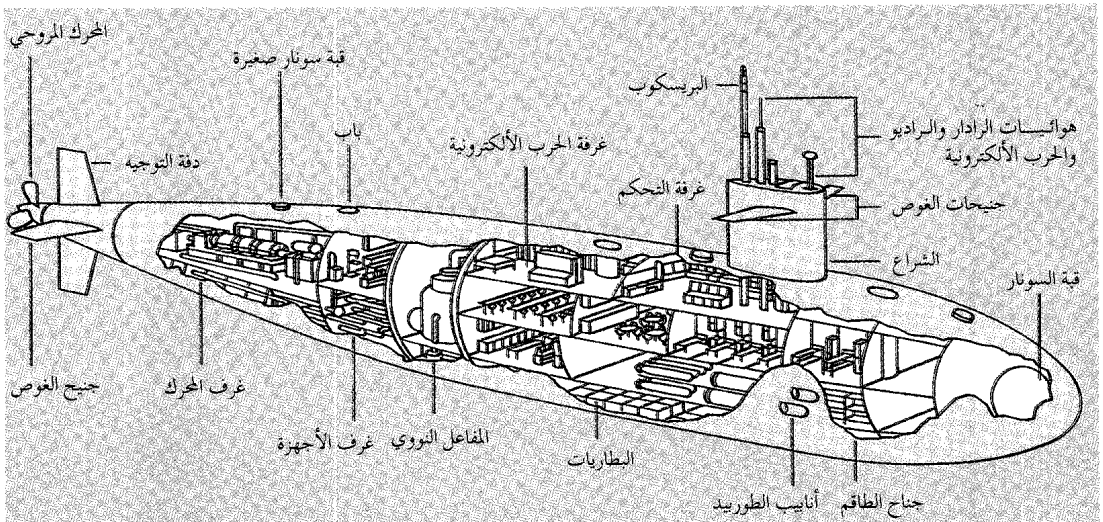 المحرك المروحي
قبة سونار صغيرة
البريسكوب
باب
هوائيات الرادار والراديو
والحرب الألكترونية
غرفة الحرب الألكترونية
دفة التوجيه
غرفة التحكم
جنيحات الغوص
الشراع
قبة السونار
جنيح الغوص
غرف المحرك
غرف الأجهزة
المفاعل النووي
البطاريات
أنابيب الطوربيد
جناح الطاقم